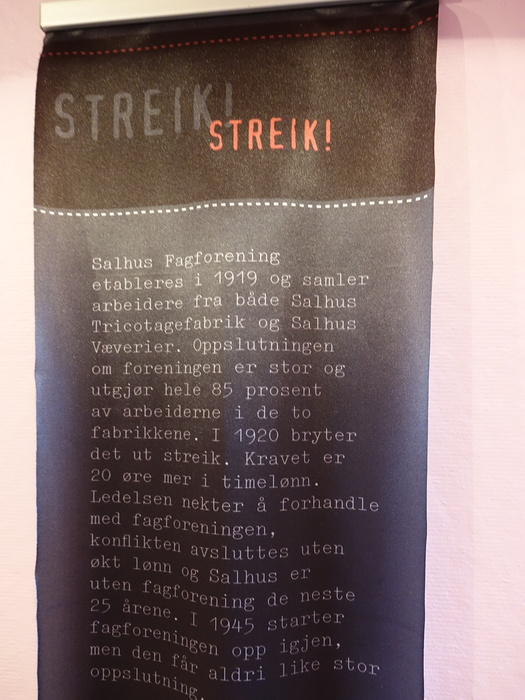 STREIK!
STREIK!
Salhus Fagforening
etableres i 1919 og samler
arbeidere fra både Salhus
Tricotagefabrik og Salhus
Væverier. Oppslutningen
om foreningen er stor og
utgjør hele 85 prosent
av arbeiderne i de to
fabrikkene. I 1920 bryter
det ut streik. Kravet er
20 øre mer i timelønn.
Ledelsen nekter å forhandle
med fagforeningen,
konflikten avsluttes uten
økt lønn og Salhus er
uten fagforening de neste
25 årene. I 1945 starter
fagforeningen opp igjen,
men den får aldri like stor
oppslutning.